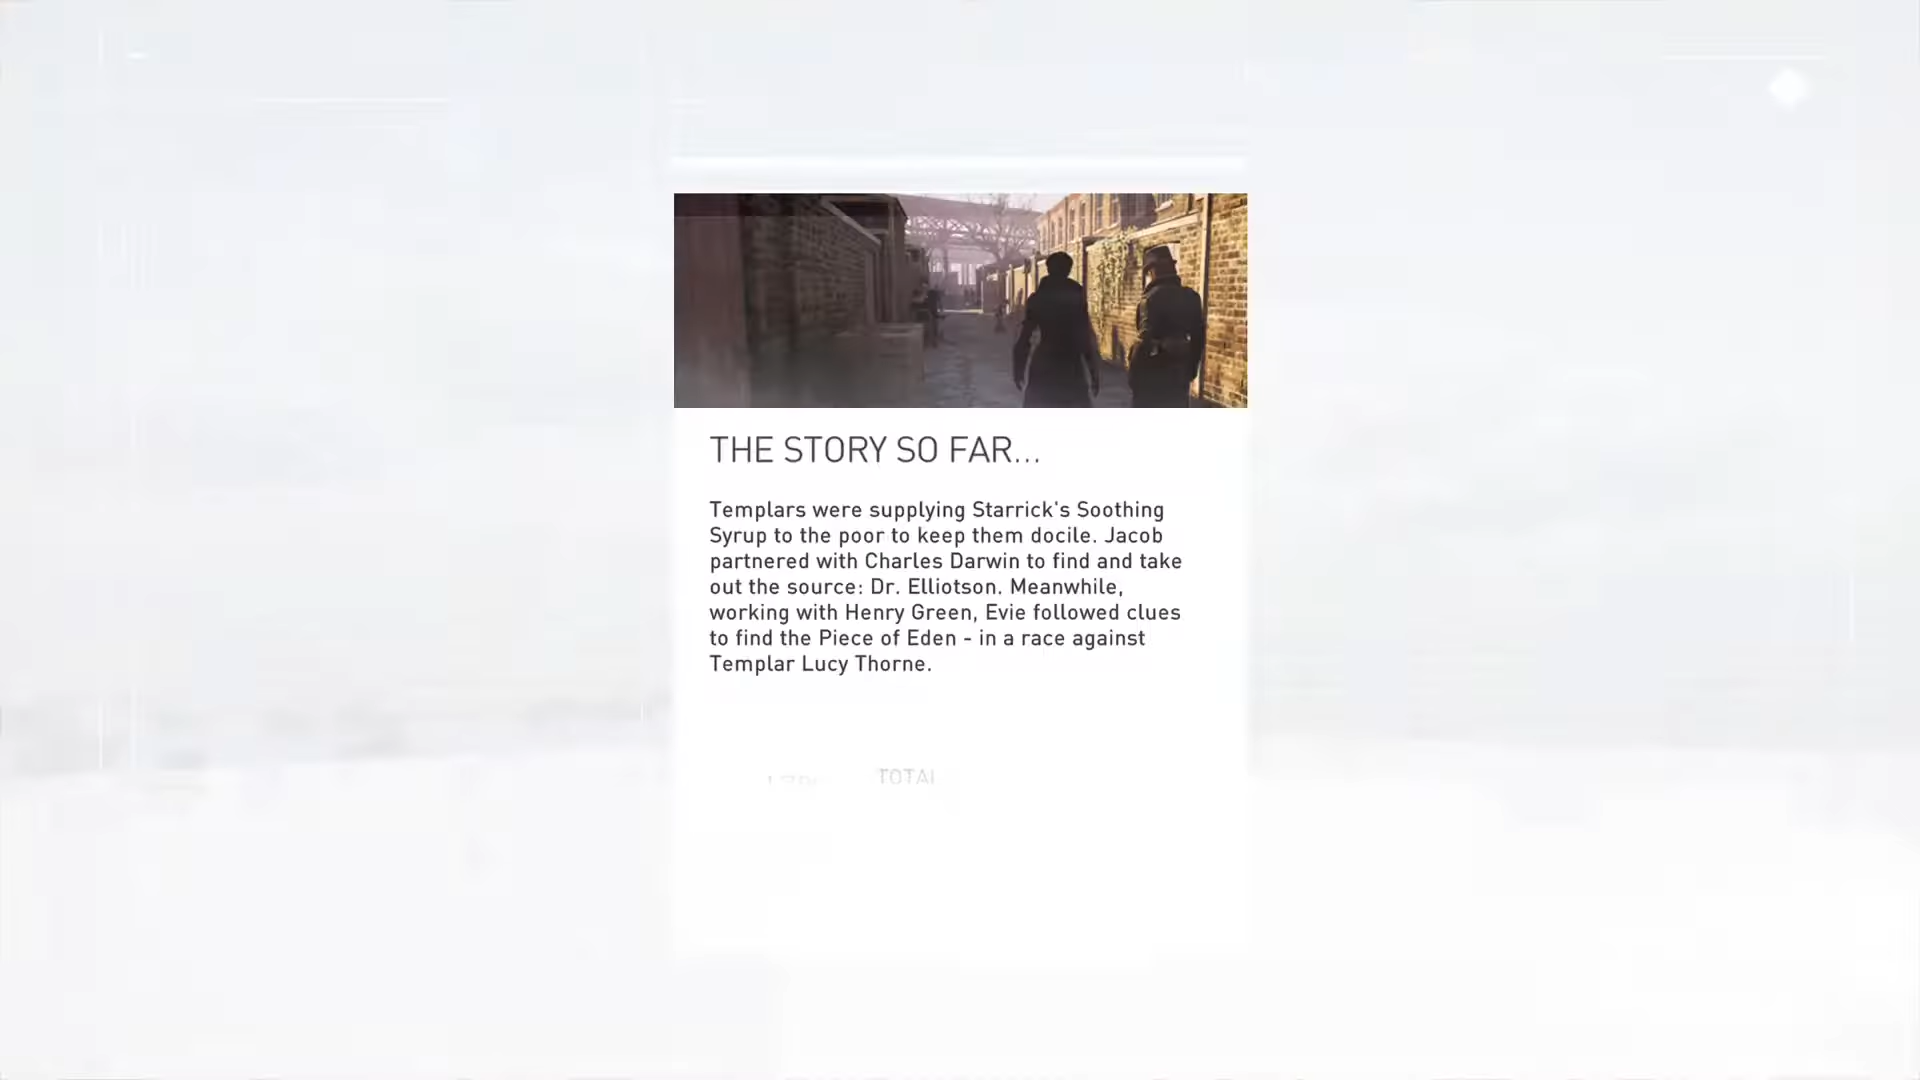 THE STORY SO FAR...
Templars were supplying Starrick's Soothing
Syrup to the poor to keep them docile. Jacob
partnered with Charles Darwin to find and take
out the source: Dr. Elliotson. Meanwhile,
working with Henry Green, Evie followed clues
to find the Piece of Eden - in a race against
Templar Lucy Thorne.
TOTAL